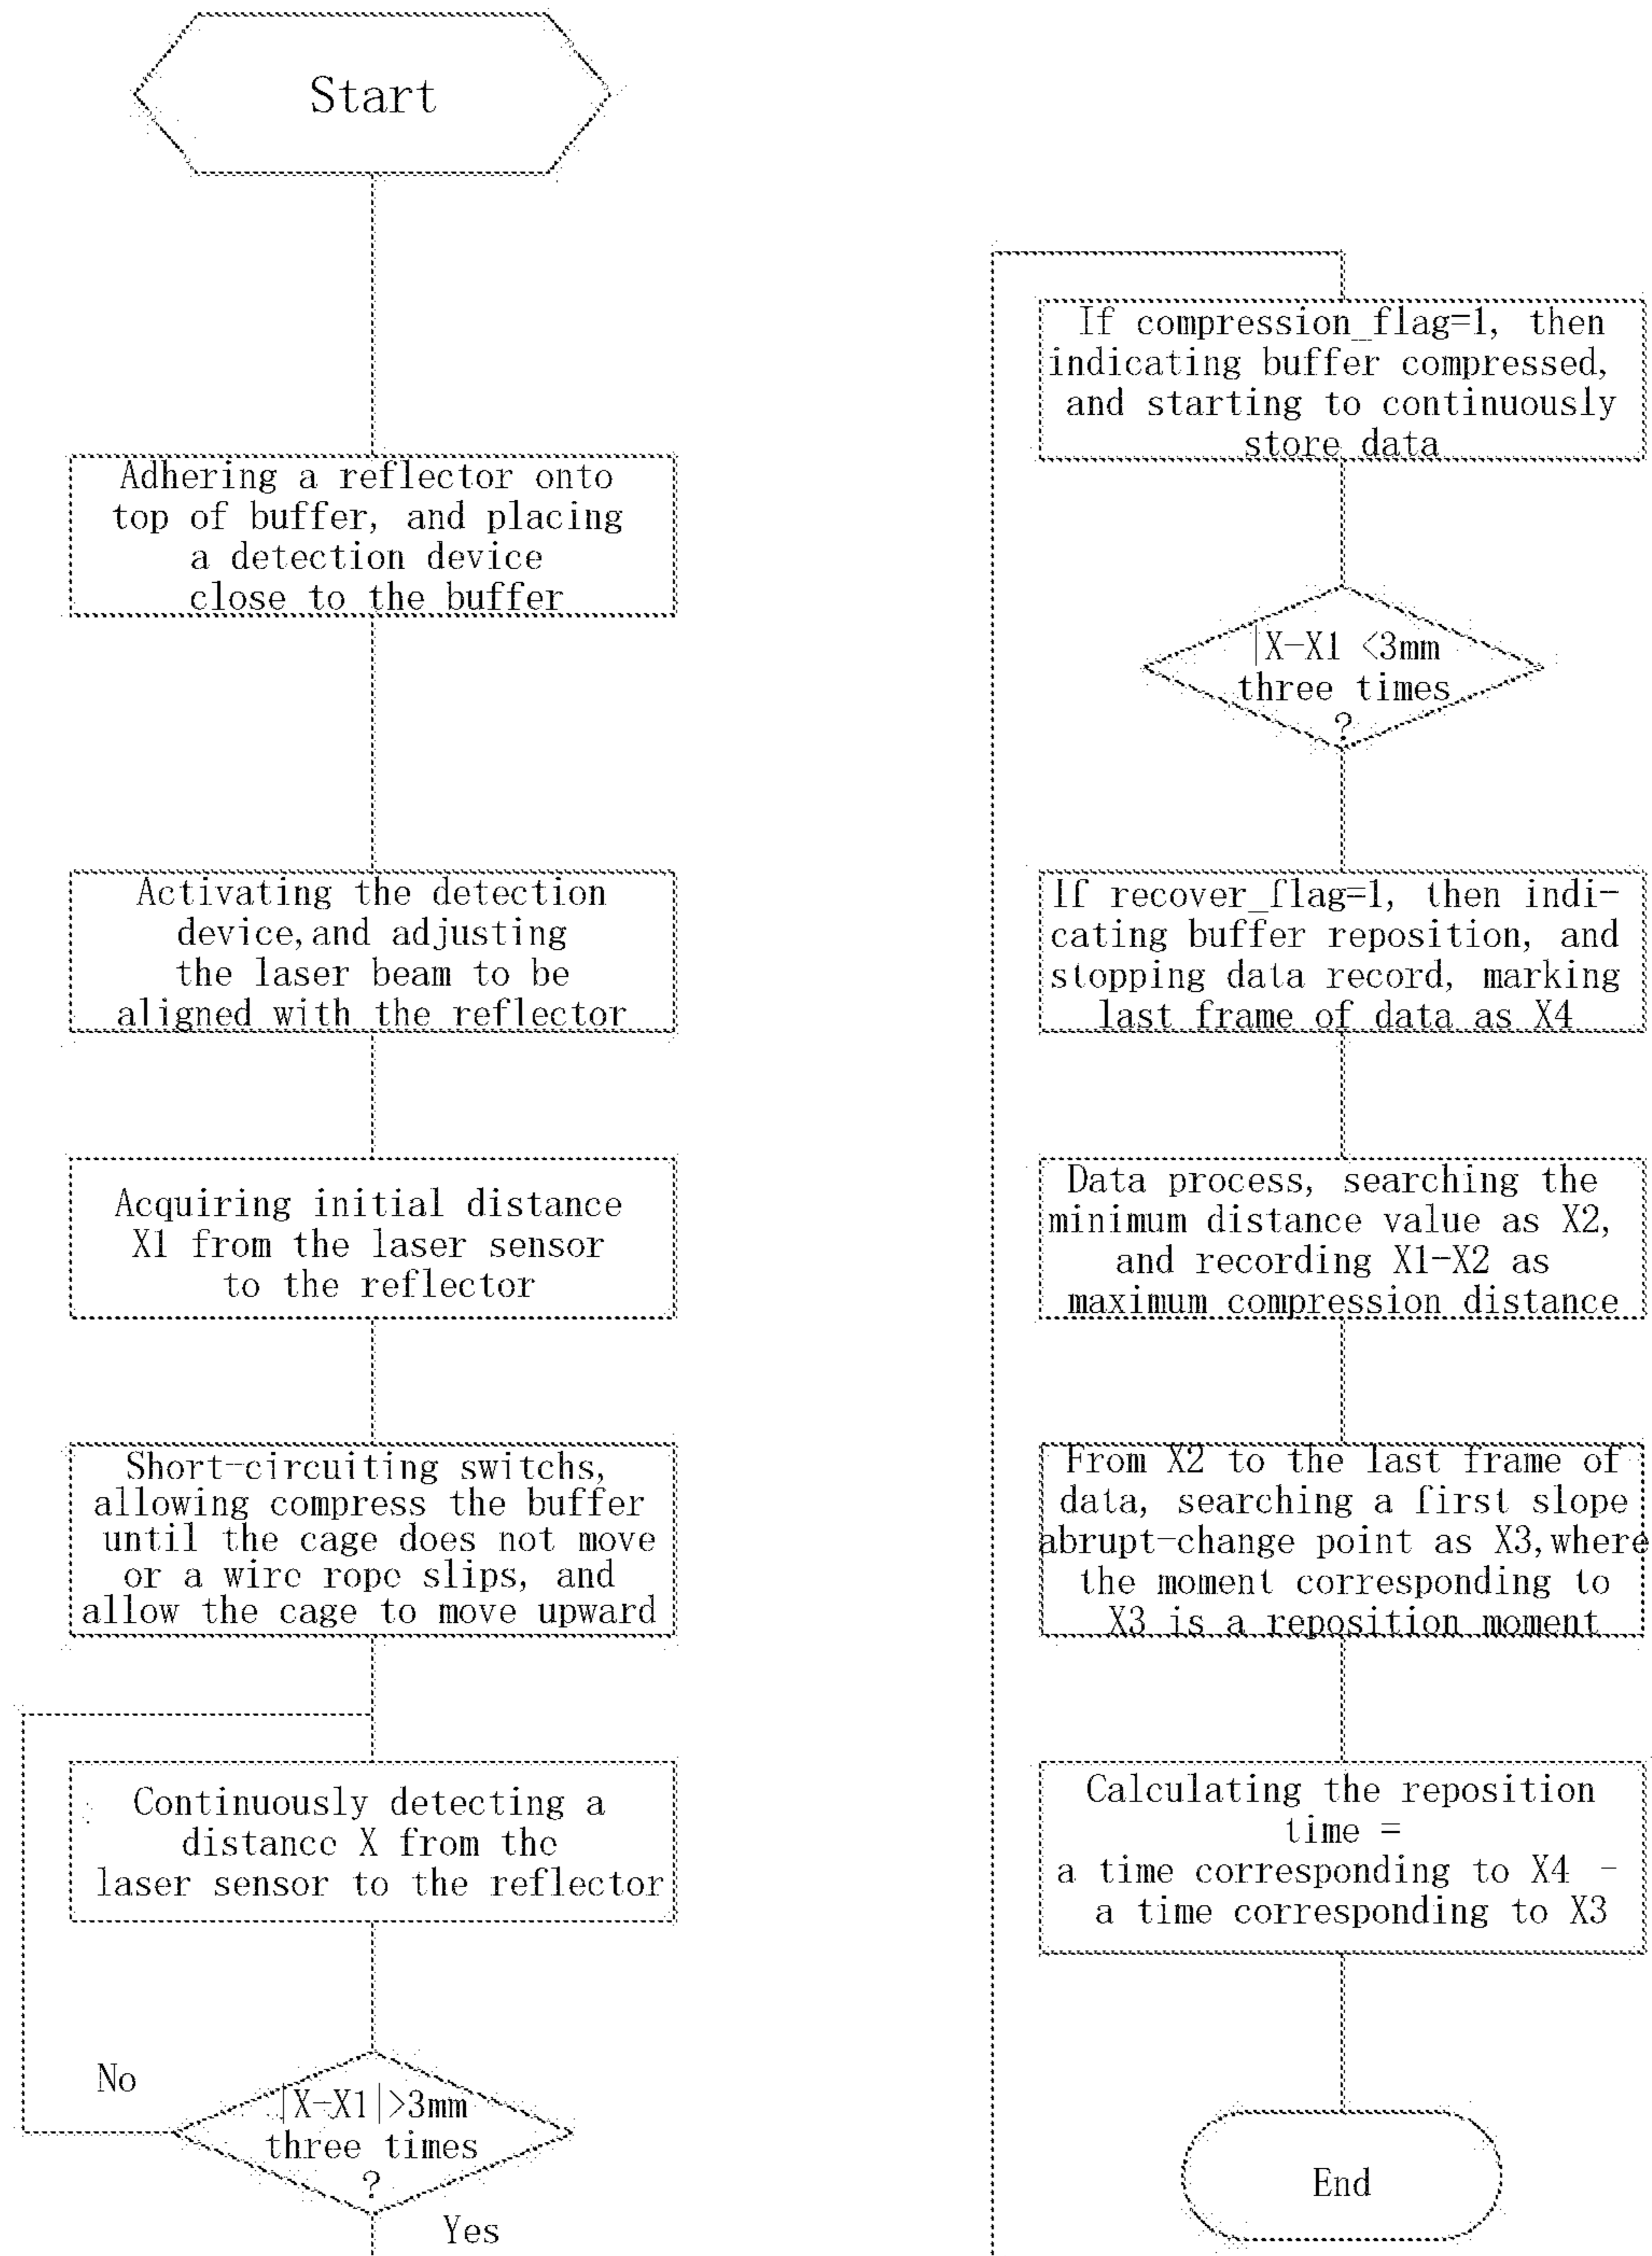 Start
Adhering a reflector onto
top of buffer, and placing
a detection device
close to the buffer
Activating the detection
device,and adjusting
the laser beam to be
aligned with the reflector
Acquiring initial distance
X1 from the laser sensor
to the reflector
Short-circuiting switchs,
allowing compress the buffer
until the cage does not move
or a wire rope slips, and
allow the cage to move upward
Continuously detecting a
distance X from the
laser sensor to the reflector
No
|X-X1|>3mm
three times
?
Yes
If compression_flag=1, then
indicating buffer compressed,
and starting to continuously
store data
|X-X1 <3mm
three times
?
If recover_flag=1, then indi-
cating buffer reposition, and
stopping data record, marking
last frame of data as X4
Data process, searching the
minimum distance value as X2,
and recording X1-X2 as
maximum compression distance
From X2 to the last frame of
data, searching a first slope
abrupt-change point as X3,where
the moment corresponding to
X3 is a reposition moment
Calculating the reposition
time =
a time corresponding to X4 -
a time corresponding to X3
End